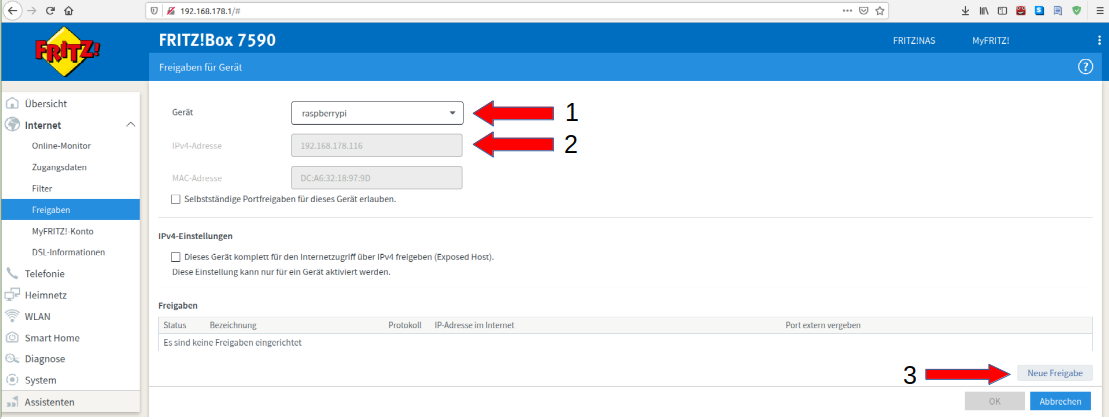 192.168.178.1/#
FRITZ!
FRITZ!Box 7590
FRITZ!NAS
MyFRITZ!
Freigaben für Gerät
Übersicht
Internet
Online-Monitor
Zugangsdaten
Filter
Freigaben
MyFRITZ!-Konto
DSL-Informationen
Telefonie
Heimnetz
WLAN
Smart Home
Diagnose
System
Assistenten
Gerät
raspberrypi
1
IPv4-Adresse
192.168.178.116
2
MAC-Adresse
DC:A6:32:18:97:9D
Selbstständige Portfreigaben für dieses Gerät erlauben.
IPv4-Einstellungen
Dieses Gerät komplett für den Internetzugriff über IPv4 freigeben (Exposed Host).
Diese Einstellung kann nur für ein Gerät aktiviert werden.
Freigaben
Status Bezeichnung Protokoll IP-Adresse im Internet Port extern vergeben
Es sind keine Freigaben eingerichtet
3
Neue Freigabe
OK
Abbrechen